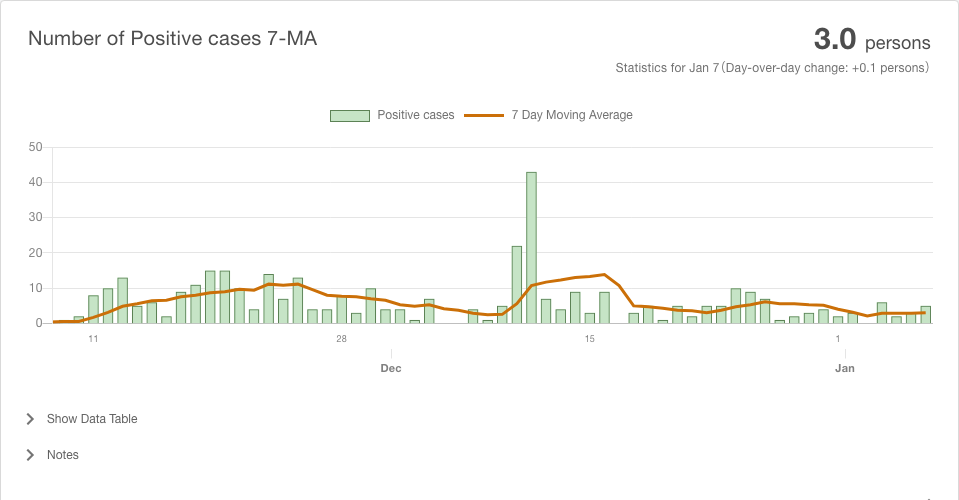 Number of Positive cases 7-MA
3.0 persons
Statistics for Jan 7(Day-over-day change: +0.1 persons)
Positive cases 7 Day Moving Average
50
40
30
20
10
0
11 28 15 1
Dec Jan
Show Data Table
Notes